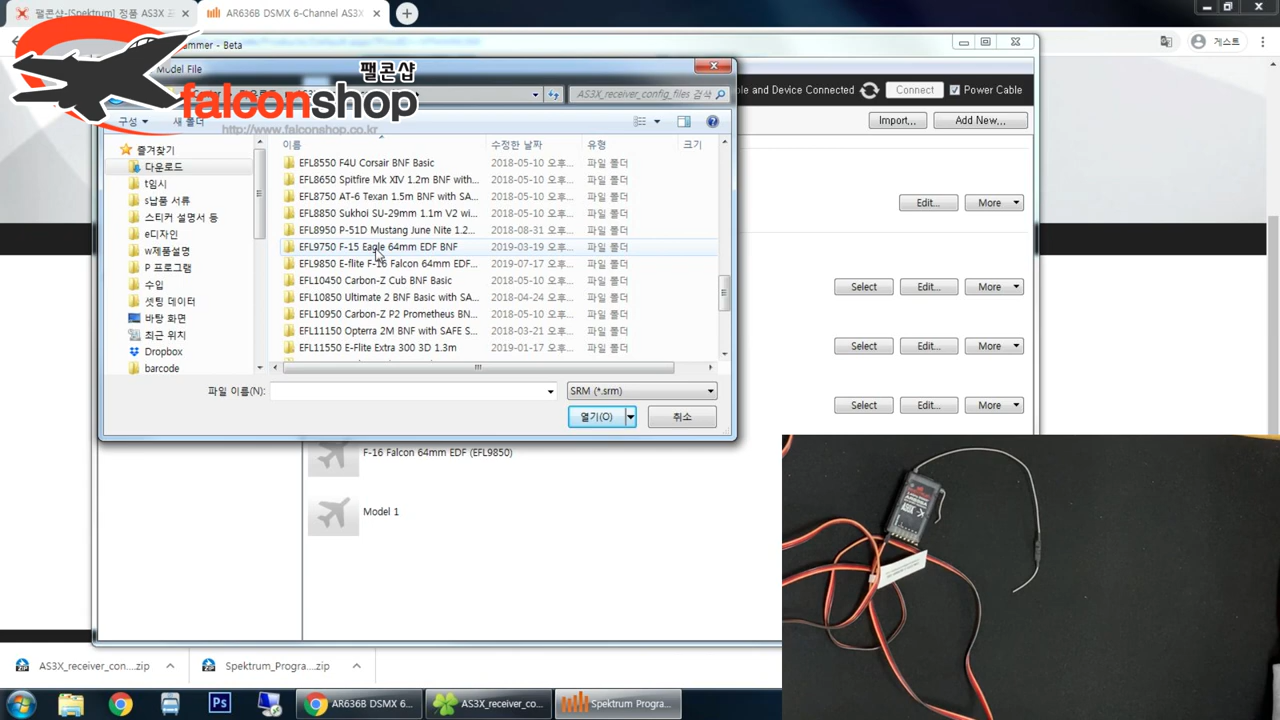 팰콘샵-[Spektrum] 정품 AS3X 프
AR636B DSMX 6-Channel AS3X
게스트
ammer - Beta
Model File
팰콘샵
falconshop
http://www.falconshop.co.kr
AS3X_receiver_config_files 검색
le and Device Connected
Connect
Power Cable
구성
새 폴더
Import...
Add New...
즐겨찾기
다운로드
t임시
s납품 서류
스티커 설명서 등
e디자인
w제품설명
P 프로그램
수입
셋팅 데이터
바탕 화면
최근 위치
Dropbox
barcode
이름 수정한 날짜 유형 크기
EFL8550 F4U Corsair BNF Basic 2018-05-10 오후... 파일 폴더
EFL8650 Spitfire Mk XIV 1.2m BNF with... 2018-05-10 오후... 파일 폴더
EFL8750 AT-6 Texan 1.5m BNF with SA... 2018-05-10 오후... 파일 폴더
EFL8850 Sukhoi SU-29mm 1.1m V2 wi... 2018-05-10 오후... 파일 폴더
EFL8950 P-51D Mustang June Nite 1.2... 2018-08-31 오후... 파일 폴더
EFL9750 F-15 Eagle 64mm EDF BNF 2019-03-19 오후... 파일 폴더
EFL9850 E-flite F-16 Falcon 64mm EDF... 2019-07-17 오후... 파일 폴더
EFL10450 Carbon-Z Cub BNF Basic 2018-05-10 오후... 파일 폴더
EFL10850 Ultimate 2 BNF Basic with SA... 2018-04-24 오후... 파일 폴더
EFL10950 Carbon-Z P2 Prometheus BN... 2018-05-10 오후... 파일 폴더
EFL11150 Opterra 2M BNF with SAFE S... 2018-03-21 오후... 파일 폴더
EFL11550 E-Flite Extra 300 3D 1.3m 2019-01-17 오후... 파일 폴더
파일 이름(N):
SRM (*.srm)
열기(O)
취소
Edit... More
Select Edit... More
Select Edit... More
Select Edit... More
F-16 Falcon 64mm EDF (EFL9850)
Model 1
AS3X
AS3X_receiver_con....zip
Spektrum_Progra....zip
AR636B DSMX 6...
AS3X_receiver_co...
Spektrum Progra...